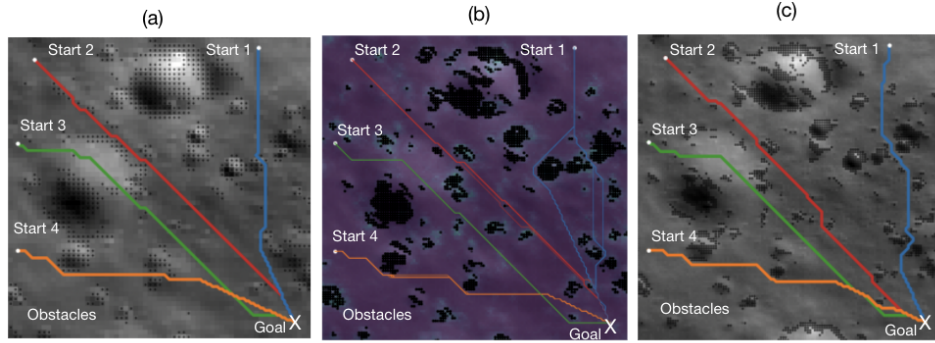 (a)
(b)
(c)
Start 2
Start 1
Start 3
Start 4
Obstacles
Goal
X
Start 2
Start 1
Start 3
Start 4
Obstacles
Goal
X
Start 2
Start 1
Start 3
Start 4
Obstacles
Goal
X